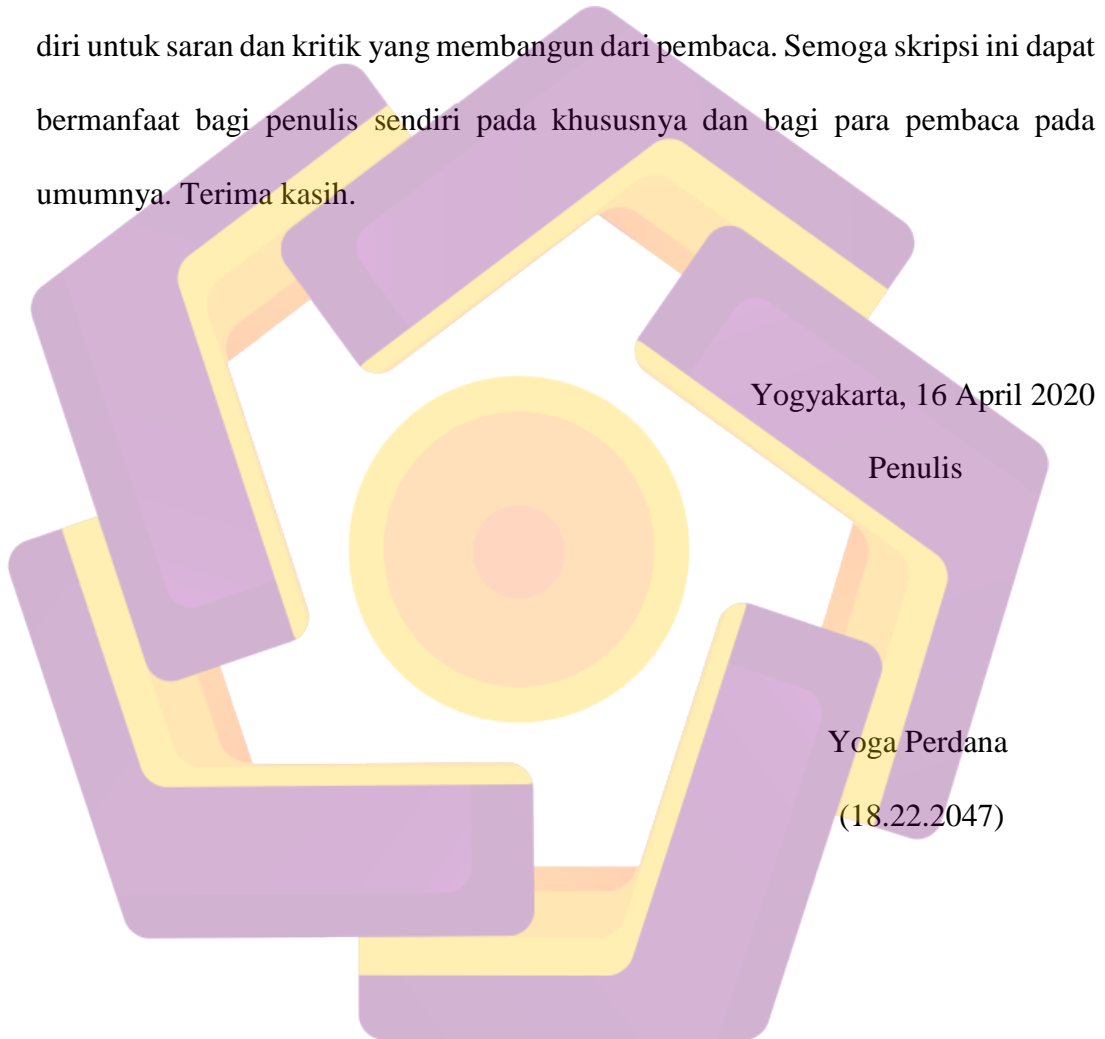 diri untuk saran dan kritik yang membangun dari pembaca. Semoga skripsi ini dapat
bermanfaat bagi penulis sendiri pada khususnya dan bagi para pembaca pada
umumnya. Terima kasih.
Yogyakarta, 16 April 2020
Penulis
Yoga Perdana
(18.22.2047)